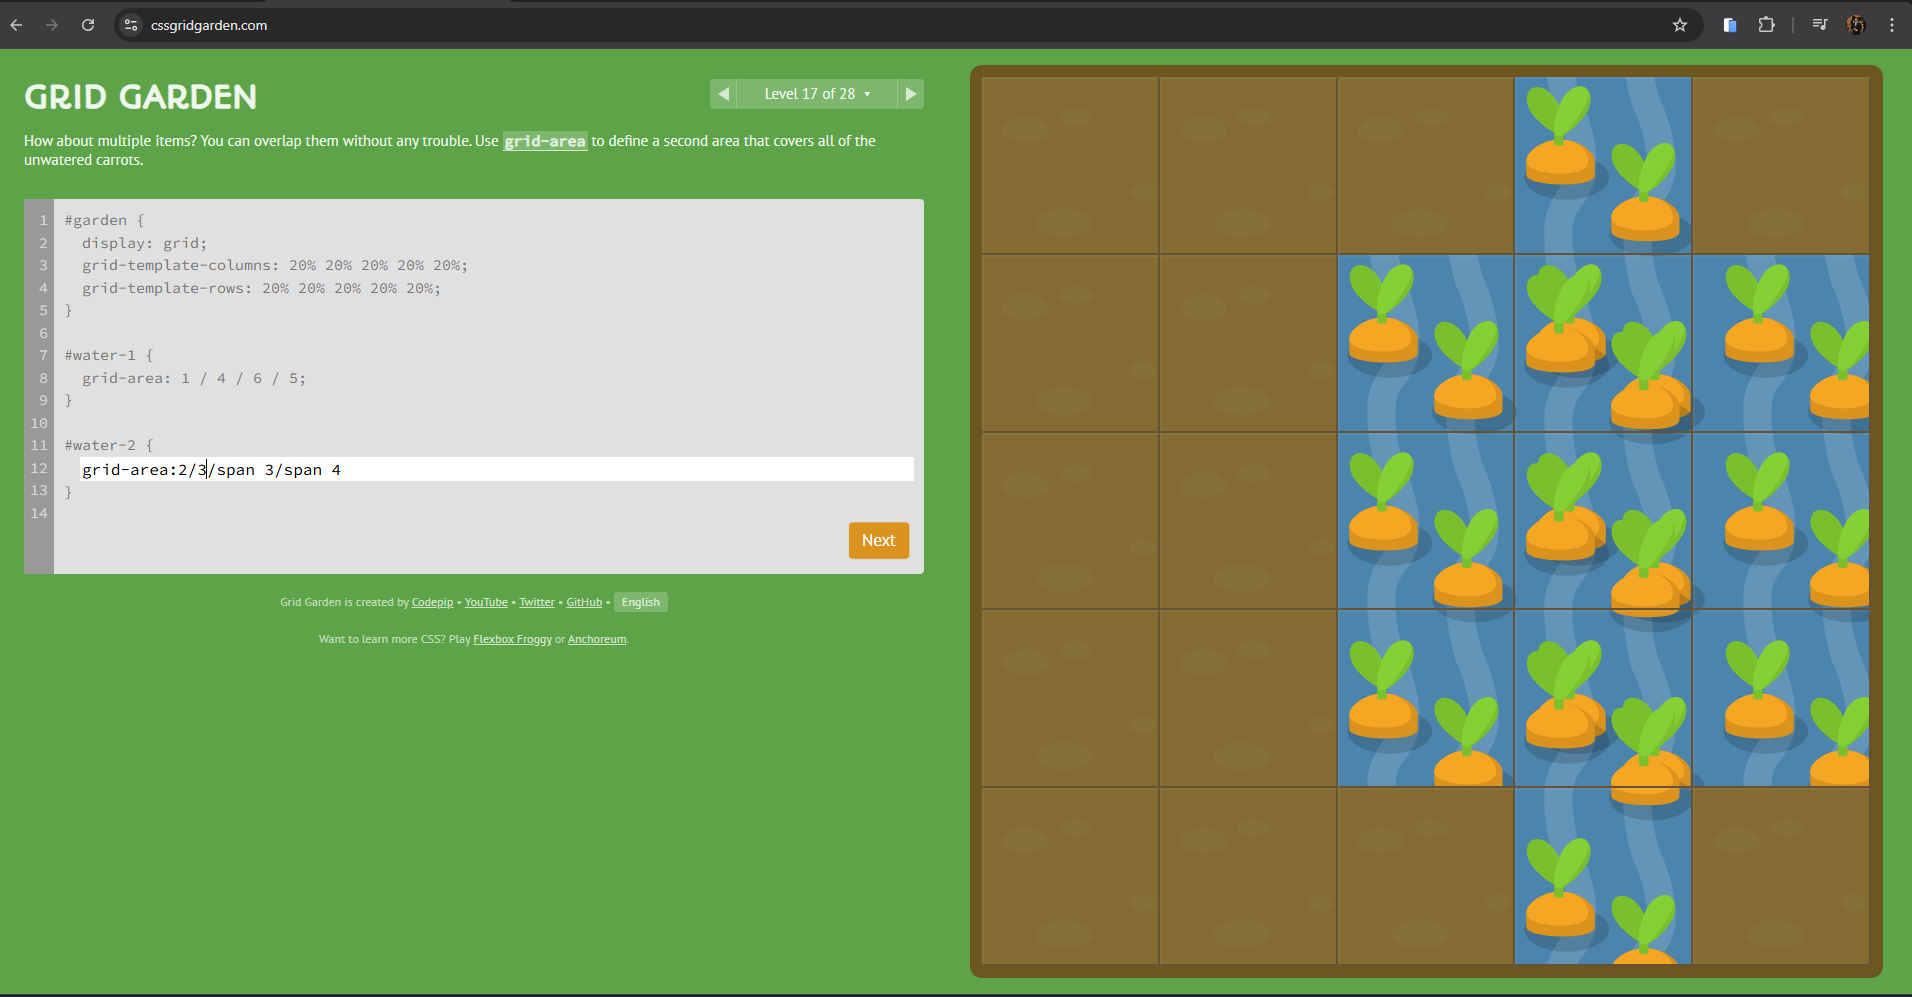 cssgridgarden.com
GRID GARDEN
Level 17 of 28
How about multiple items? You can overlap them without any trouble. Use grid-area to define a second area that covers all of the
unwatered carrots.
1 #garden {
2 display: grid;
3 grid-template-columns: 20% 20% 20% 20% 20%;
4 grid-template-rows: 20% 20% 20% 20% 20%;
5 }
6
7 #water-1 {
8 grid-area: 1 / 4 / 6 / 5;
9 }
10
11 #water-2 {
12 grid-area:2/3/span 3/span 4
13 }
14
Next
Grid Garden is created by Codepip • YouTube • Twitter • GitHub • English
Want to learn more CSS? Play Flexbox Froggy or Anchoreum.